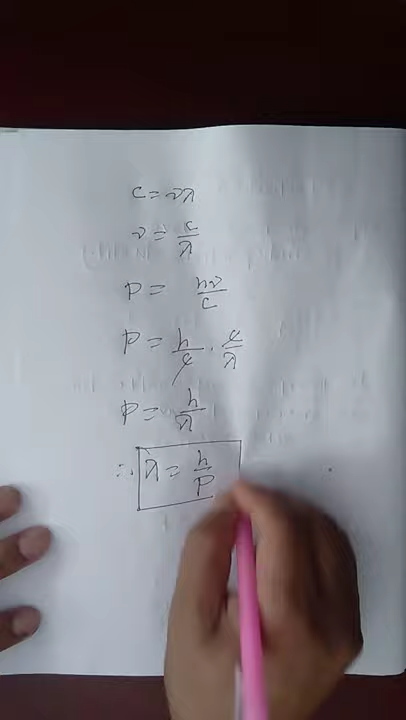 c = νλ
ν = c/λ
P = hν/c
P = h/c · c/λ
P = h/λ
∴ λ = h/P